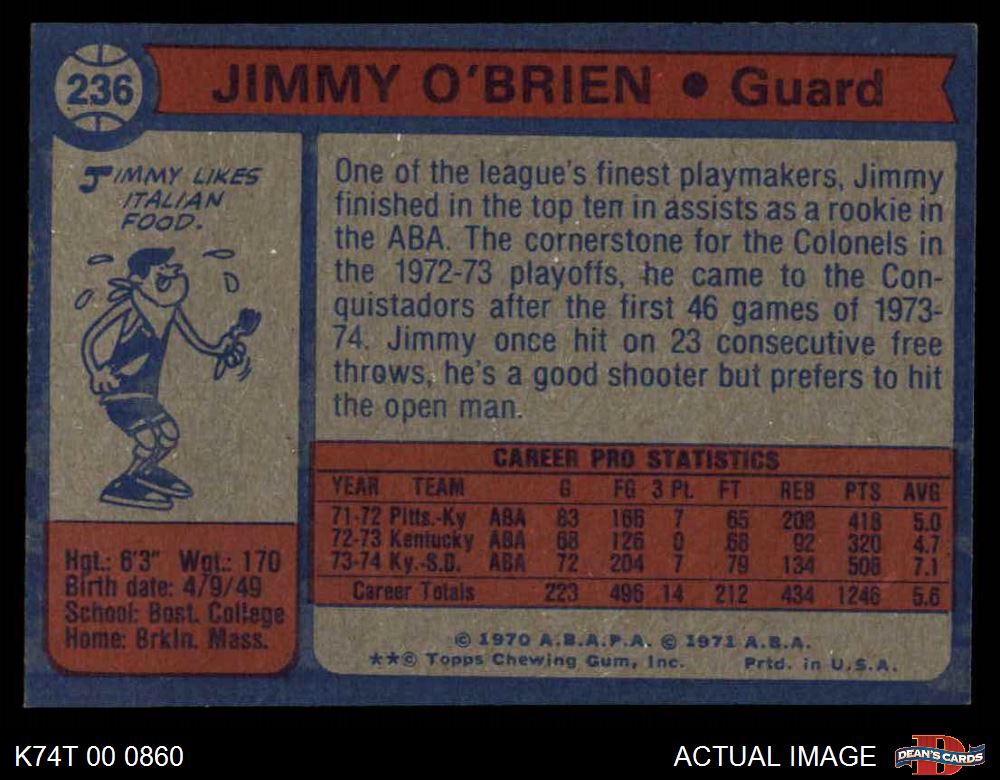 236
JIMMY O'BRIEN • Guard
JIMMY LIKES
ITALIAN
FOOD.
One of the league's finest playmakers, Jimmy
finished in the top ten in assists as a rookie in
the ABA. The cornerstone for the Colonels in
the 1972-73 playoffs, he came to the Con-
quistadors after the first 46 games of 1973-
74. Jimmy once hit on 23 consecutive free
throws, he's a good shooter but prefers to hit
the open man.
Hgt.: 6'3" Wgt.: 170
Birth date: 4/9/49
School: Bost. College
Home: Brkln. Mass.
CAREER PRO STATISTICS
YEAR TEAM G FG 3 PL FT REB PTS AVG
71-72 Pitts.-Ky ABA 83 166 7 65 208 418 5.0
72-73 Kentucky ABA 68 126 0 68 92 320 4.7
73-74 Ky.-S.D. ABA 72 204 7 79 134 508 7.1
Career Totals 223 496 14 212 434 1246 5.6
© 1970 A.B.A.P.A. © 1971 A.B.A.
**© Topps Chewing Gum, Inc. Prtd. in U.S.A.
K74T 00 0860
ACTUAL IMAGE
D
DEAN'S CARDS